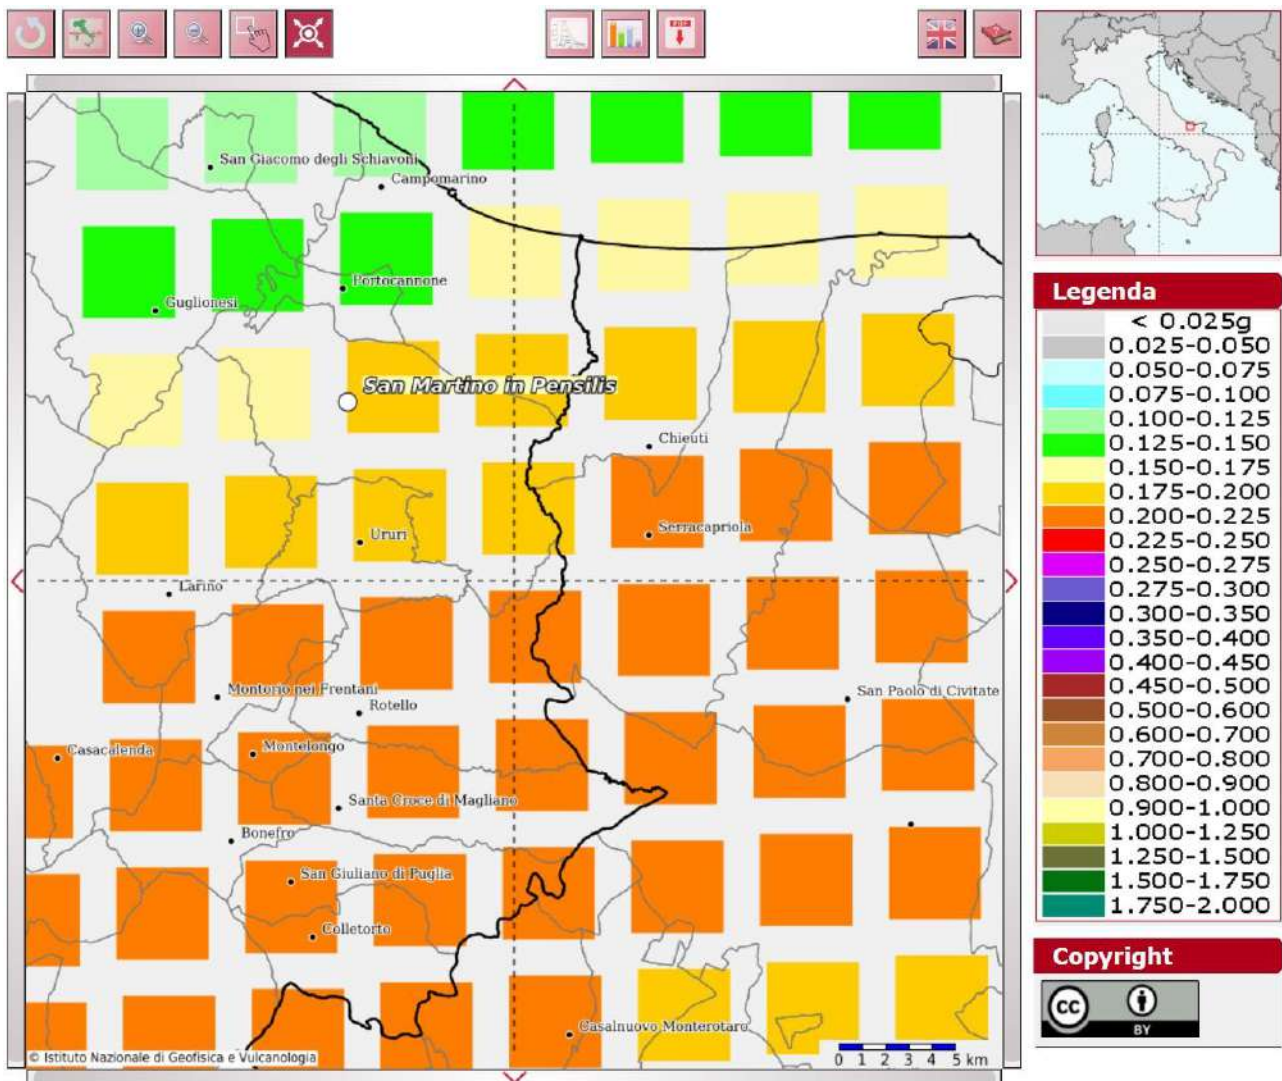 PDF
San Giacomo degli Schiavoni
Campomarino
Portocannone
Guglionesi
San Martino in Pensilis
Chieuti
Ururi
Serracapriola
Larino
Montorio nei Frentani
Rotello
San Paolo di Civitate
Casacalenda
Montelongo
Santa Croce di Magliano
Bonefro
San Giuliano di Puglia
Colletorto
Casalnuovo Monterotaro
© Istituto Nazionale di Geofisica e Vulcanologia
0 1 2 3 4 5 km
Legenda
< 0.025g
0.025-0.050
0.050-0.075
0.075-0.100
0.100-0.125
0.125-0.150
0.150-0.175
0.175-0.200
0.200-0.225
0.225-0.250
0.250-0.275
0.275-0.300
0.300-0.350
0.350-0.400
0.400-0.450
0.450-0.500
0.500-0.600
0.600-0.700
0.700-0.800
0.800-0.900
0.900-1.000
1.000-1.250
1.250-1.500
1.500-1.750
1.750-2.000
Copyright
cc
BY